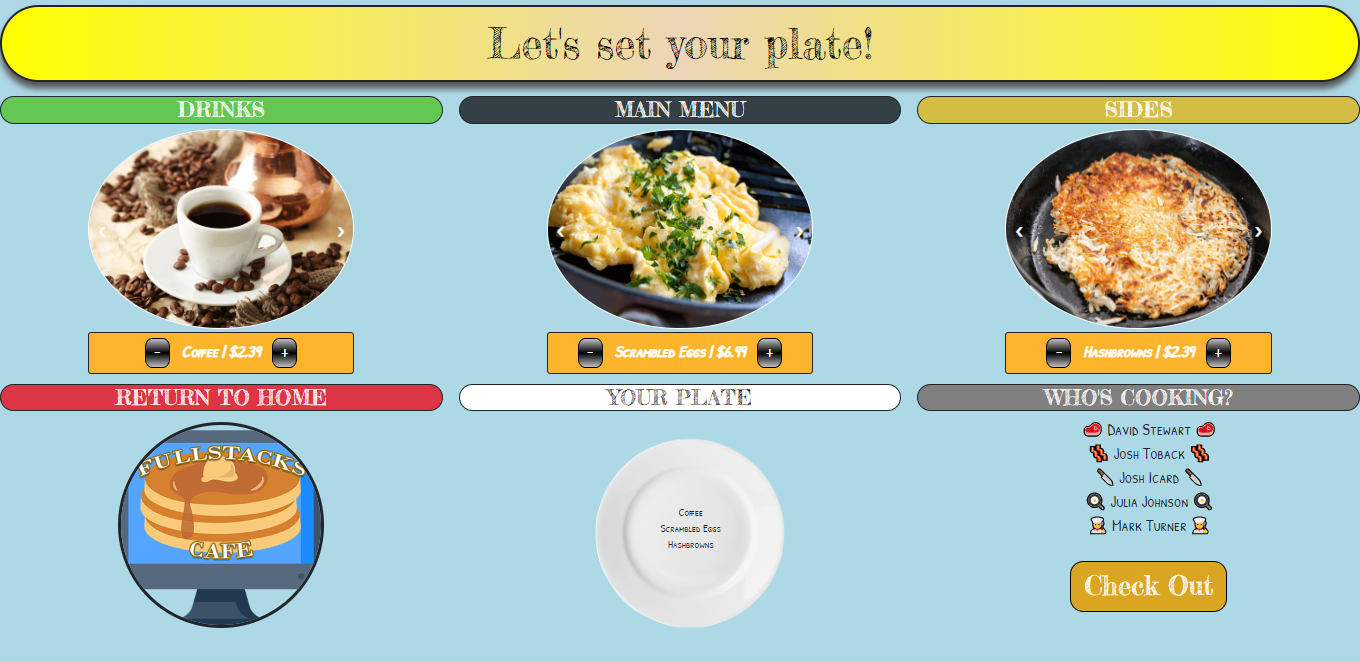 Let's set your plate!
DRINKS
MAIN MENU
SIDES
‹ ›
‹ ›
‹ ›
- Coffee | $2.39 +
- Scrambled Eggs | $6.99 +
- Hashbrowns | $2.39 +
RETURN TO HOME
YOUR PLATE
WHO'S COOKING?
FULLSTACKS
CAFE
Coffee
Scrambled Eggs
Hashbrowns
🥩 David Stewart 🥩
🥓 Josh Toback 🥓
🔪 Josh Icard 🔪
🍳 Julia Johnson 🍳
👩‍🍳 Mark Turner 👩‍🍳
Check Out